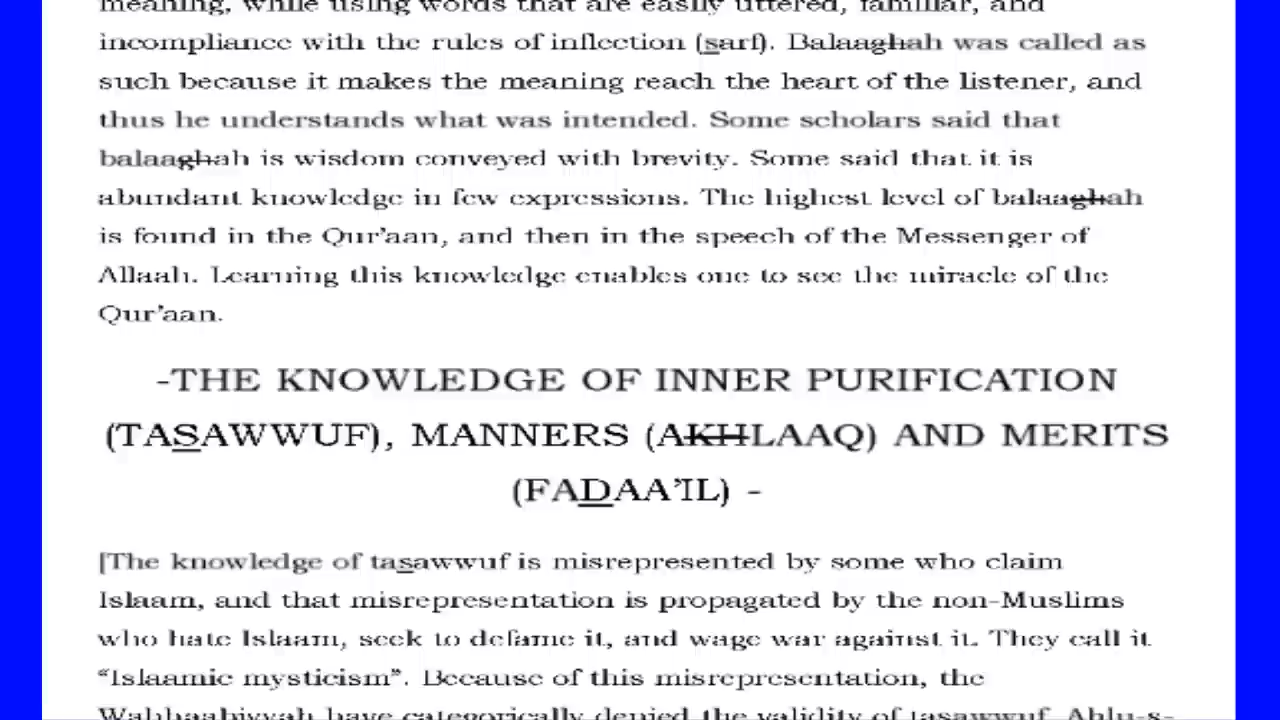 meaning, while using words that are easily uttered, familiar, and
incompliance with the rules of inflection (sarf). Balaaghah was called as
such because it makes the meaning reach the heart of the listener, and
thus he understands what was intended. Some scholars said that
balaaghah is wisdom conveyed with brevity. Some said that it is
abundant knowledge in few expressions. The highest level of balaaghah
is found in the Qur’aan, and then in the speech of the Messenger of
Allaah. Learning this knowledge enables one to see the miracle of the
Qur’aan.
-THE KNOWLEDGE OF INNER PURIFICATION
(TASAWWUF), MANNERS (AKHLAAQ) AND MERITS
(FADAA’IL) -
[The knowledge of tasawwuf is misrepresented by some who claim
Islaam, and that misrepresentation is propagated by the non-Muslims
who hate Islaam, seek to defame it, and wage war against it. They call it
“Islaamic mysticism”. Because of this misrepresentation, the
Wahhaabiyyah have categorically denied the validity of tasawwuf. Ahlu-s-